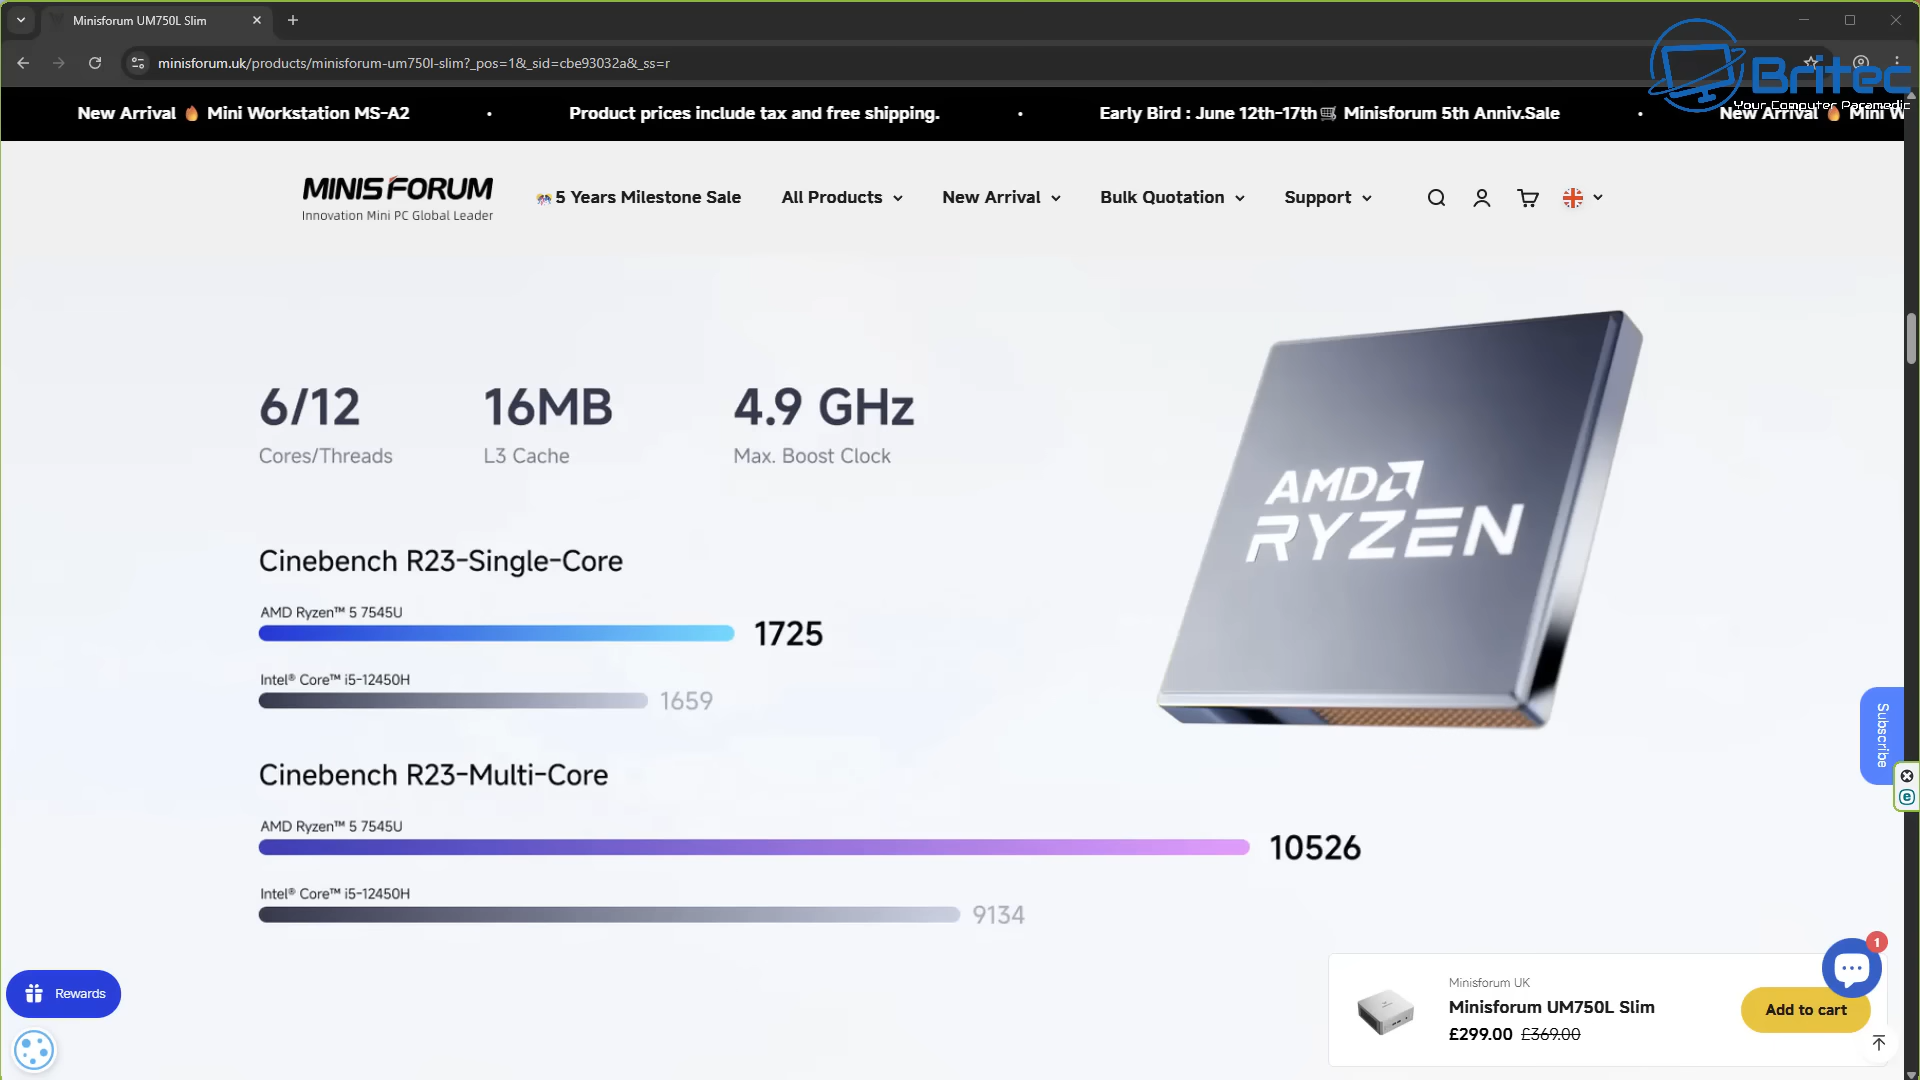 Minisforum UM750L Slim
minisforum.uk/products/minisforum-um750l-slim?_pos=1&_sid=cbe93032a&_ss=r
Britec
Your Computer Paramedic
New Arrival 🔥 Mini Workstation MS-A2 • Product prices include tax and free shipping. • Early Bird : June 12th-17th🛒 Minisforum 5th Anniv.Sale • New Arrival 🔥 Mini W
MINISFORUM
Innovation Mini PC Global Leader
5 Years Milestone Sale All Products New Arrival Bulk Quotation Support
6/12 16MB 4.9 GHz
Cores/Threads L3 Cache Max. Boost Clock
AMD
RYZEN
Cinebench R23-Single-Core
AMD Ryzen™ 5 7545U
1725
Intel® Core™ i5-12450H
1659
Subscribe
Cinebench R23-Multi-Core
AMD Ryzen™ 5 7545U
10526
Intel® Core™ i5-12450H
9134
1
Rewards
Minisforum UK
Minisforum UM750L Slim
£299.00 £369.00
Add to cart